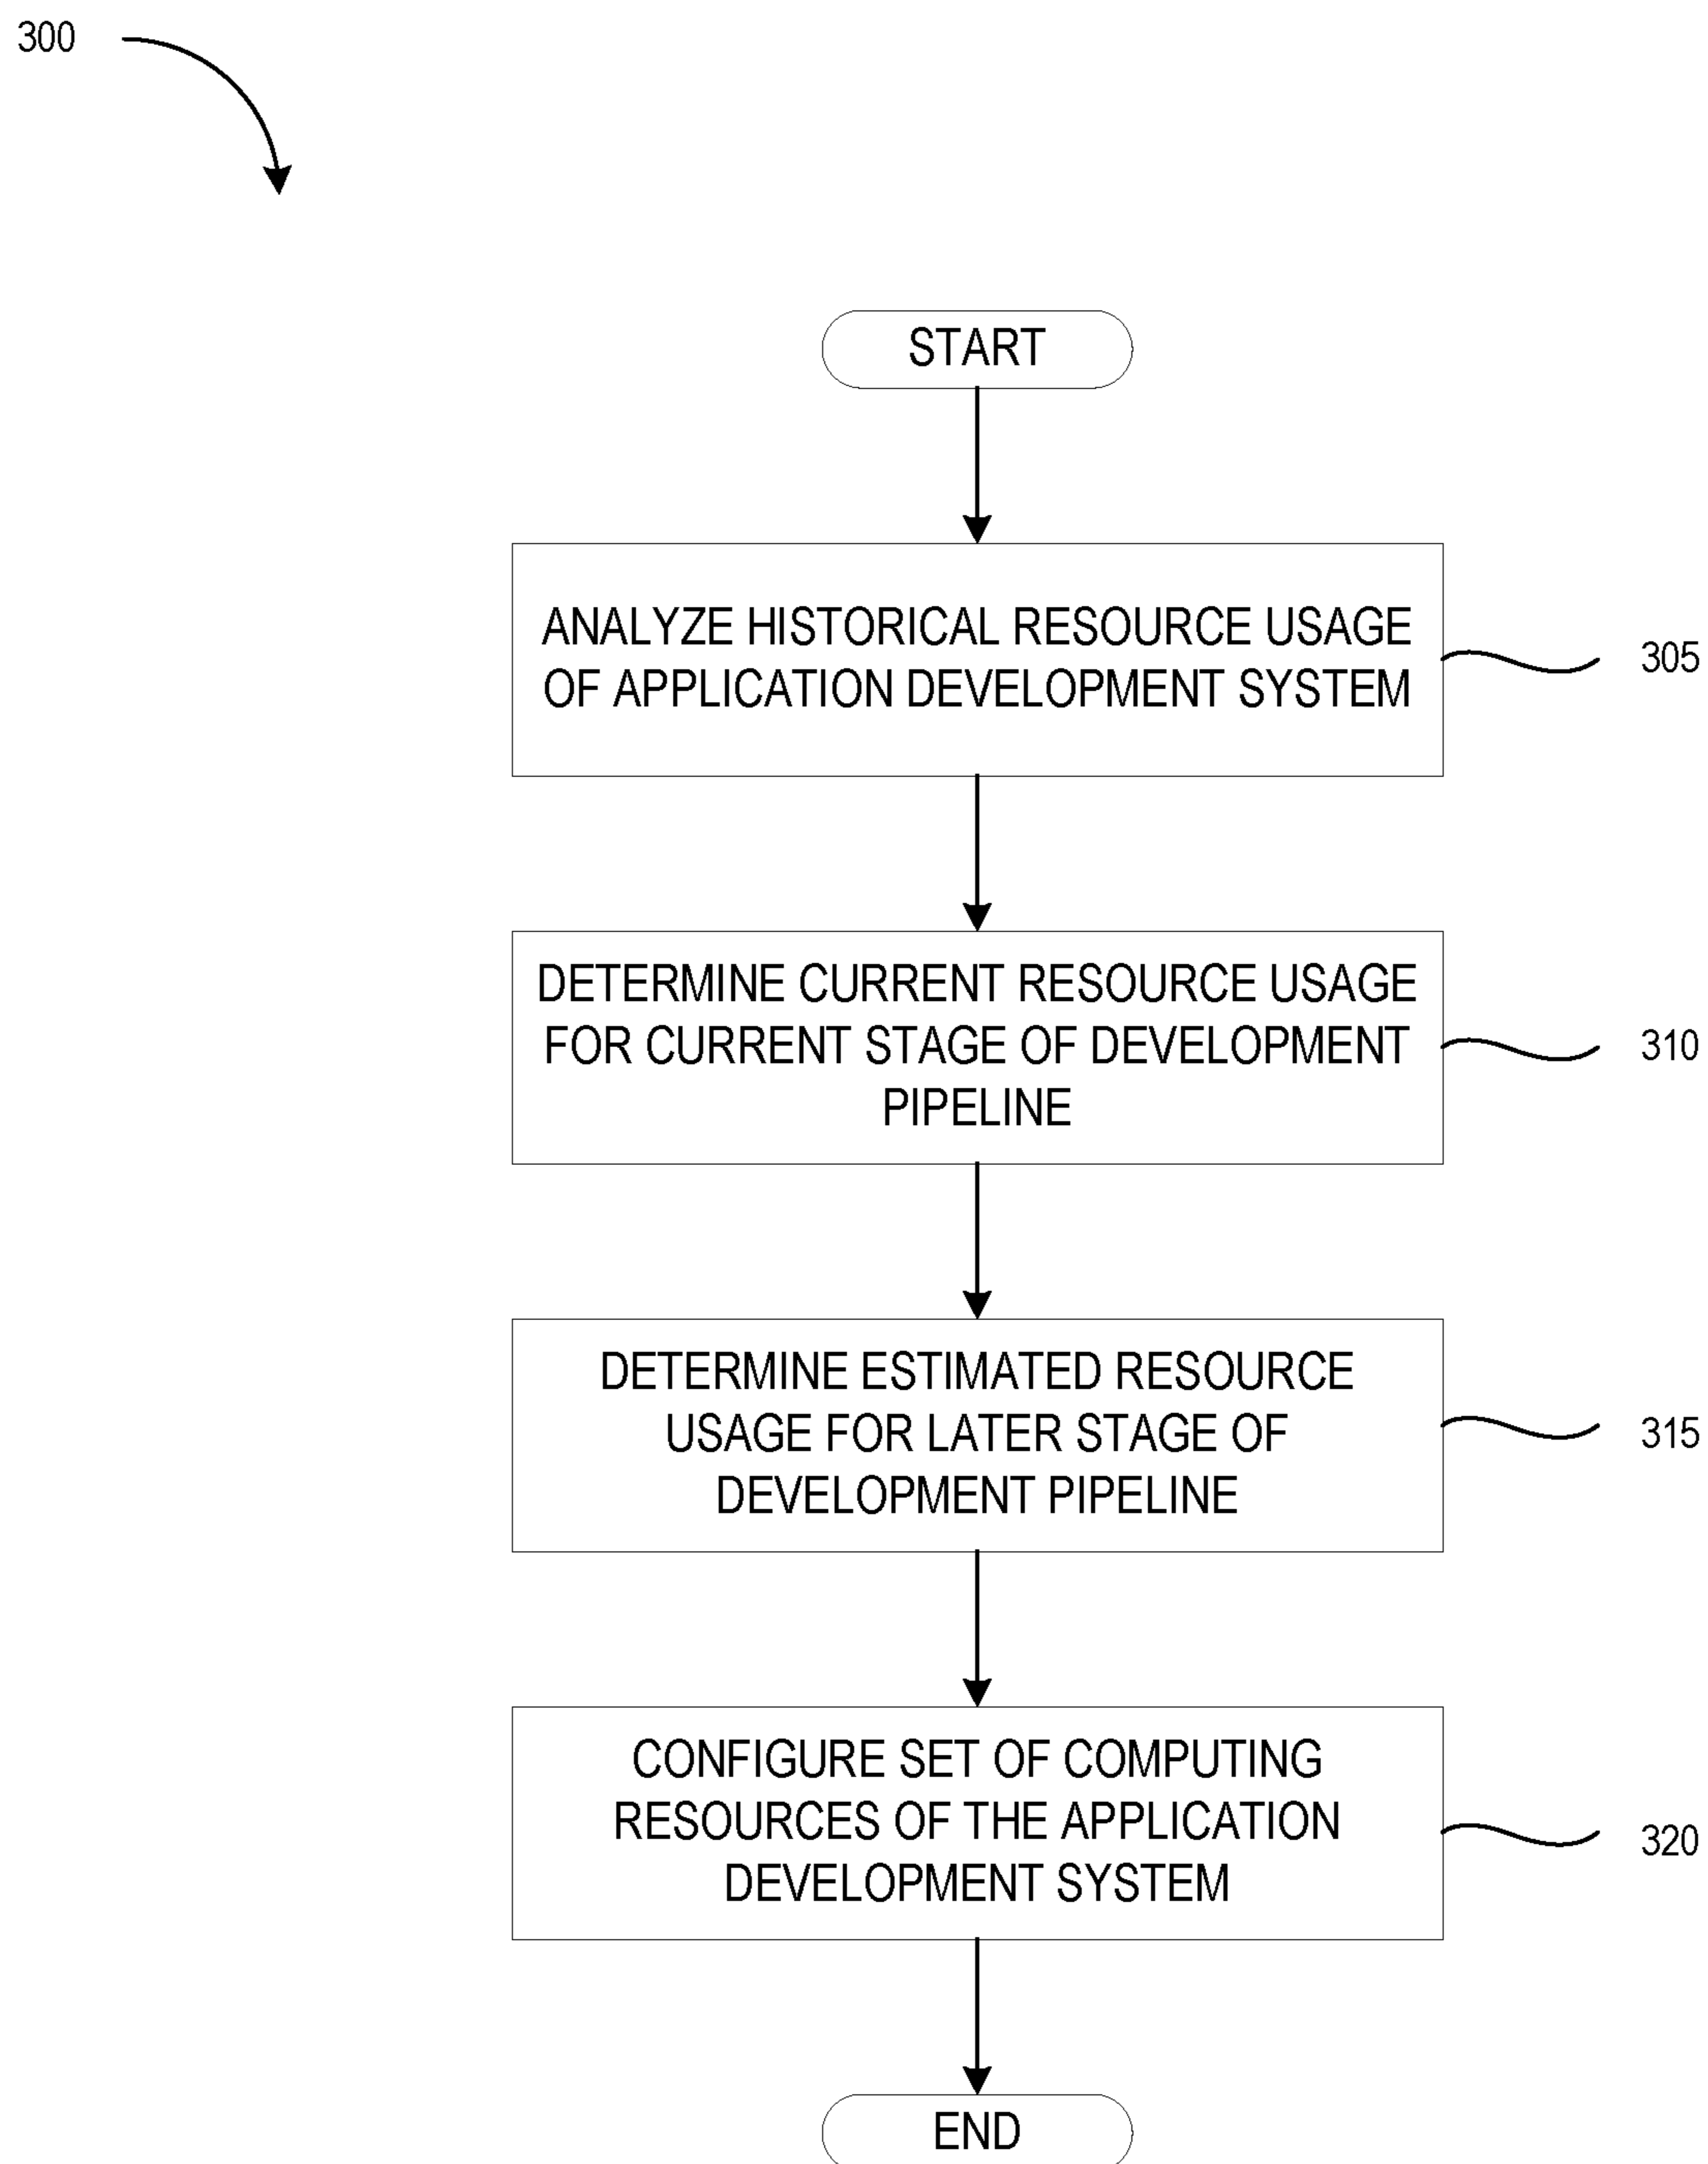 300
START
ANALYZE HISTORICAL RESOURCE USAGE
OF APPLICATION DEVELOPMENT SYSTEM
305
DETERMINE CURRENT RESOURCE USAGE
FOR CURRENT STAGE OF DEVELOPMENT
PIPELINE
310
DETERMINE ESTIMATED RESOURCE
USAGE FOR LATER STAGE OF
DEVELOPMENT PIPELINE
315
CONFIGURE SET OF COMPUTING
RESOURCES OF THE APPLICATION
DEVELOPMENT SYSTEM
320
END